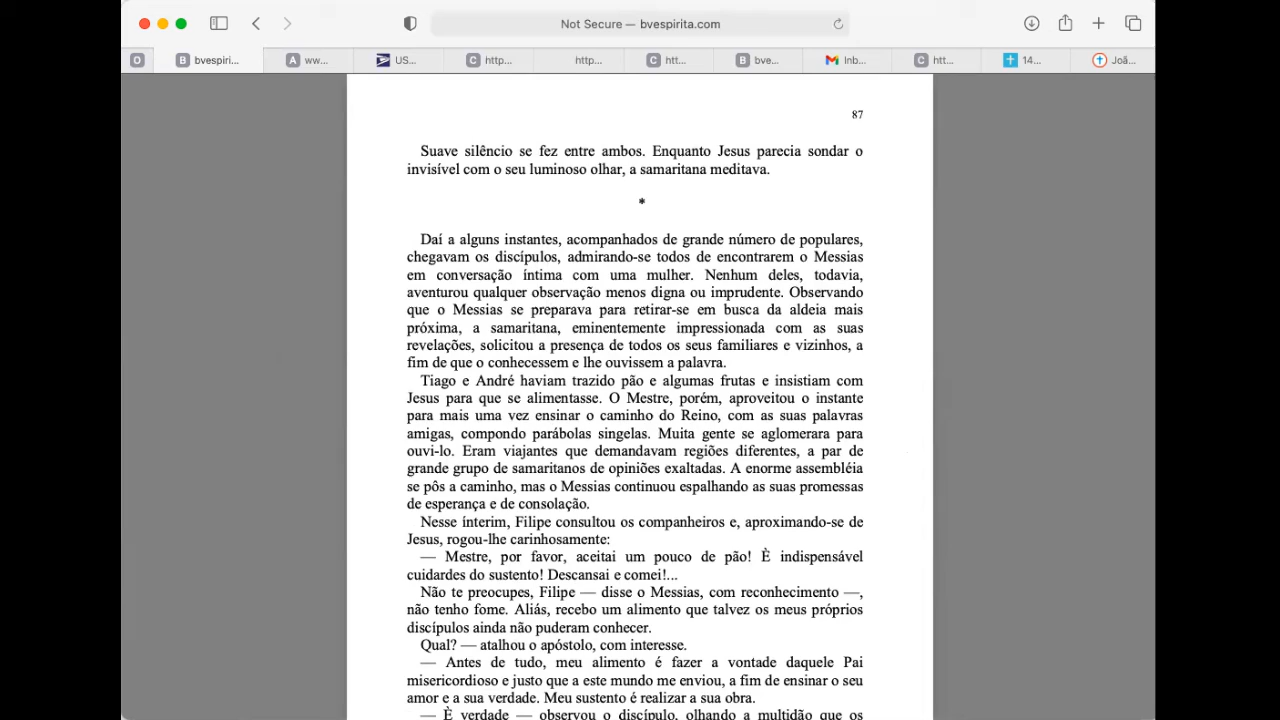 Not Secure — bvespirita.com
O
B bvespiri...
A ww...
US...
C http...
http...
C htt...
B bve...
Inb...
C htt...
14...
Joã...
87
Suave silêncio se fez entre ambos. Enquanto Jesus parecia sondar o
invisível com o seu luminoso olhar, a samaritana meditava.
*
Daí a alguns instantes, acompanhados de grande número de populares,
chegavam os discípulos, admirando-se todos de encontrarem o Messias
em conversação íntima com uma mulher. Nenhum deles, todavia,
aventurou qualquer observação menos digna ou imprudente. Observando
que o Messias se preparava para retirar-se em busca da aldeia mais
próxima, a samaritana, eminentemente impressionada com as suas
revelações, solicitou a presença de todos os seus familiares e vizinhos, a
fim de que o conhecessem e lhe ouvissem a palavra.
Tiago e André haviam trazido pão e algumas frutas e insistiam com
Jesus para que se alimentasse. O Mestre, porém, aproveitou o instante
para mais uma vez ensinar o caminho do Reino, com as suas palavras
amigas, compondo parábolas singelas. Muita gente se aglomerara para
ouvi-lo. Eram viajantes que demandavam regiões diferentes, a par de
grande grupo de samaritanos de opiniões exaltadas. A enorme assembléia
se pôs a caminho, mas o Messias continuou espalhando as suas promessas
de esperança e de consolação.
Nesse ínterim, Filipe consultou os companheiros e, aproximando-se de
Jesus, rogou-lhe carinhosamente:
— Mestre, por favor, aceitai um pouco de pão! È indispensável
cuidardes do sustento! Descansai e comei!...
Não te preocupes, Filipe — disse o Messias, com reconhecimento —,
não tenho fome. Aliás, recebo um alimento que talvez os meus próprios
discípulos ainda não puderam conhecer.
Qual? — atalhou o apóstolo, com interesse.
— Antes de tudo, meu alimento é fazer a vontade daquele Pai
misericordioso e justo que a este mundo me enviou, a fim de ensinar o seu
amor e a sua verdade. Meu sustento é realizar a sua obra.
— È verdade — observou o discípulo, olhando a multidão que os